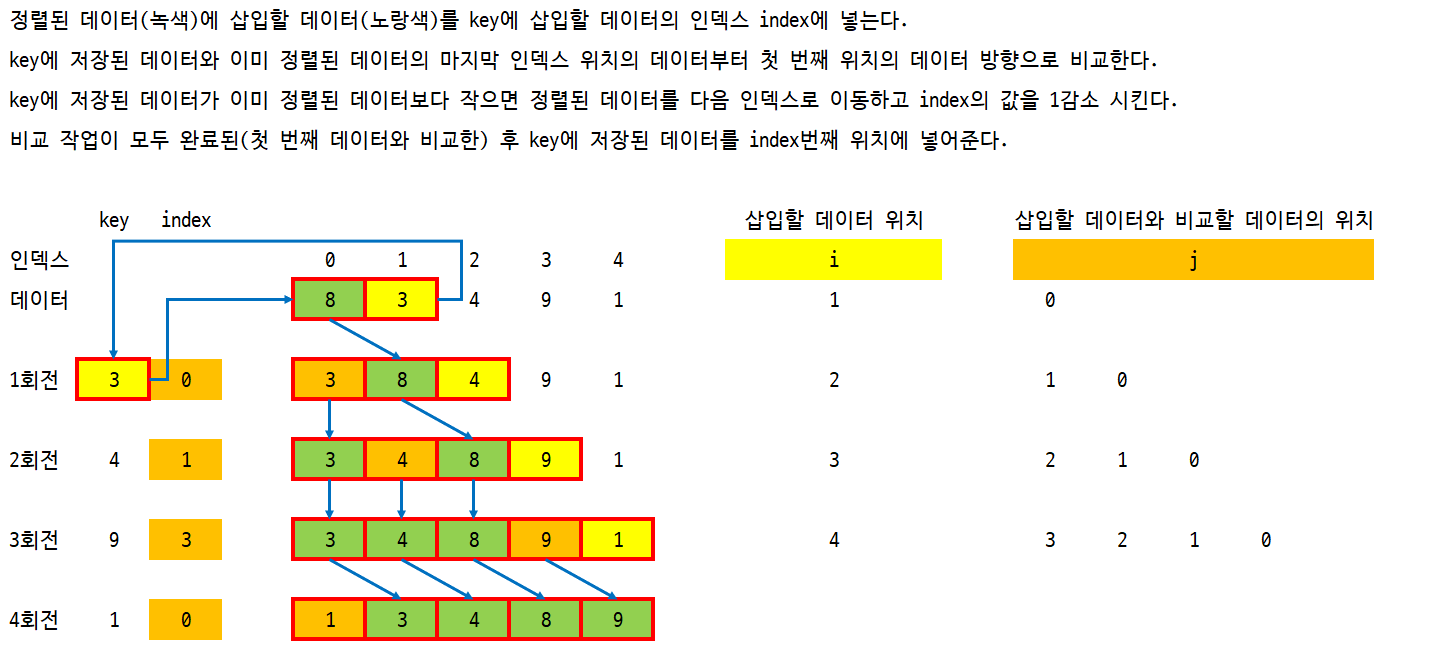 정렬된 데이터(녹색)에 삽입할 데이터(노랑색)를 key에 삽입할 데이터의 인덱스 index에 넣는다.
key에 저장된 데이터와 이미 정렬된 데이터의 마지막 인덱스 위치의 데이터부터 첫 번째 위치의 데이터 방향으로 비교한다.
key에 저장된 데이터가 이미 정렬된 데이터보다 작으면 정렬된 데이터를 다음 인덱스로 이동하고 index의 값을 1감소 시킨다.
비교 작업이 모두 완료된(첫 번째 데이터와 비교한) 후 key에 저장된 데이터를 index번째 위치에 넣어준다.
key index 삽입할 데이터 위치 삽입할 데이터와 비교할 데이터의 위치
인덱스 0 1 2 3 4 i j
데이터 8 3 4 9 1 1 0
1회전 3 0 3 8 4 9 1 2 1 0
2회전 4 1 3 4 8 9 1 3 2 1 0
3회전 9 3 3 4 8 9 1 4 3 2 1 0
4회전 1 0 1 3 4 8 9